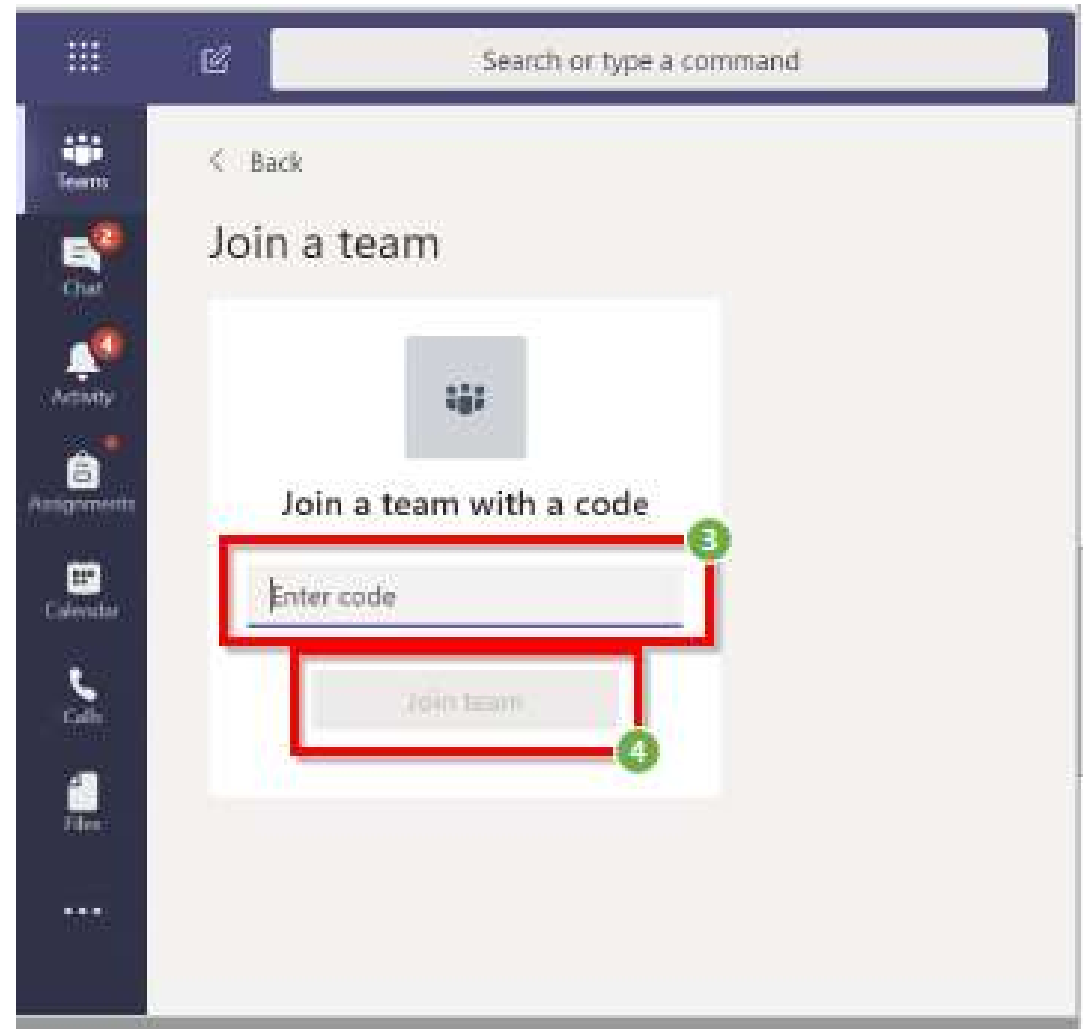 Search or type a command
Teams
< Back
Join a team
2
Chat
4
Activity
Assignments
Join a team with a code
3
Enter code
Calendar
Join team
4
Calls
Files